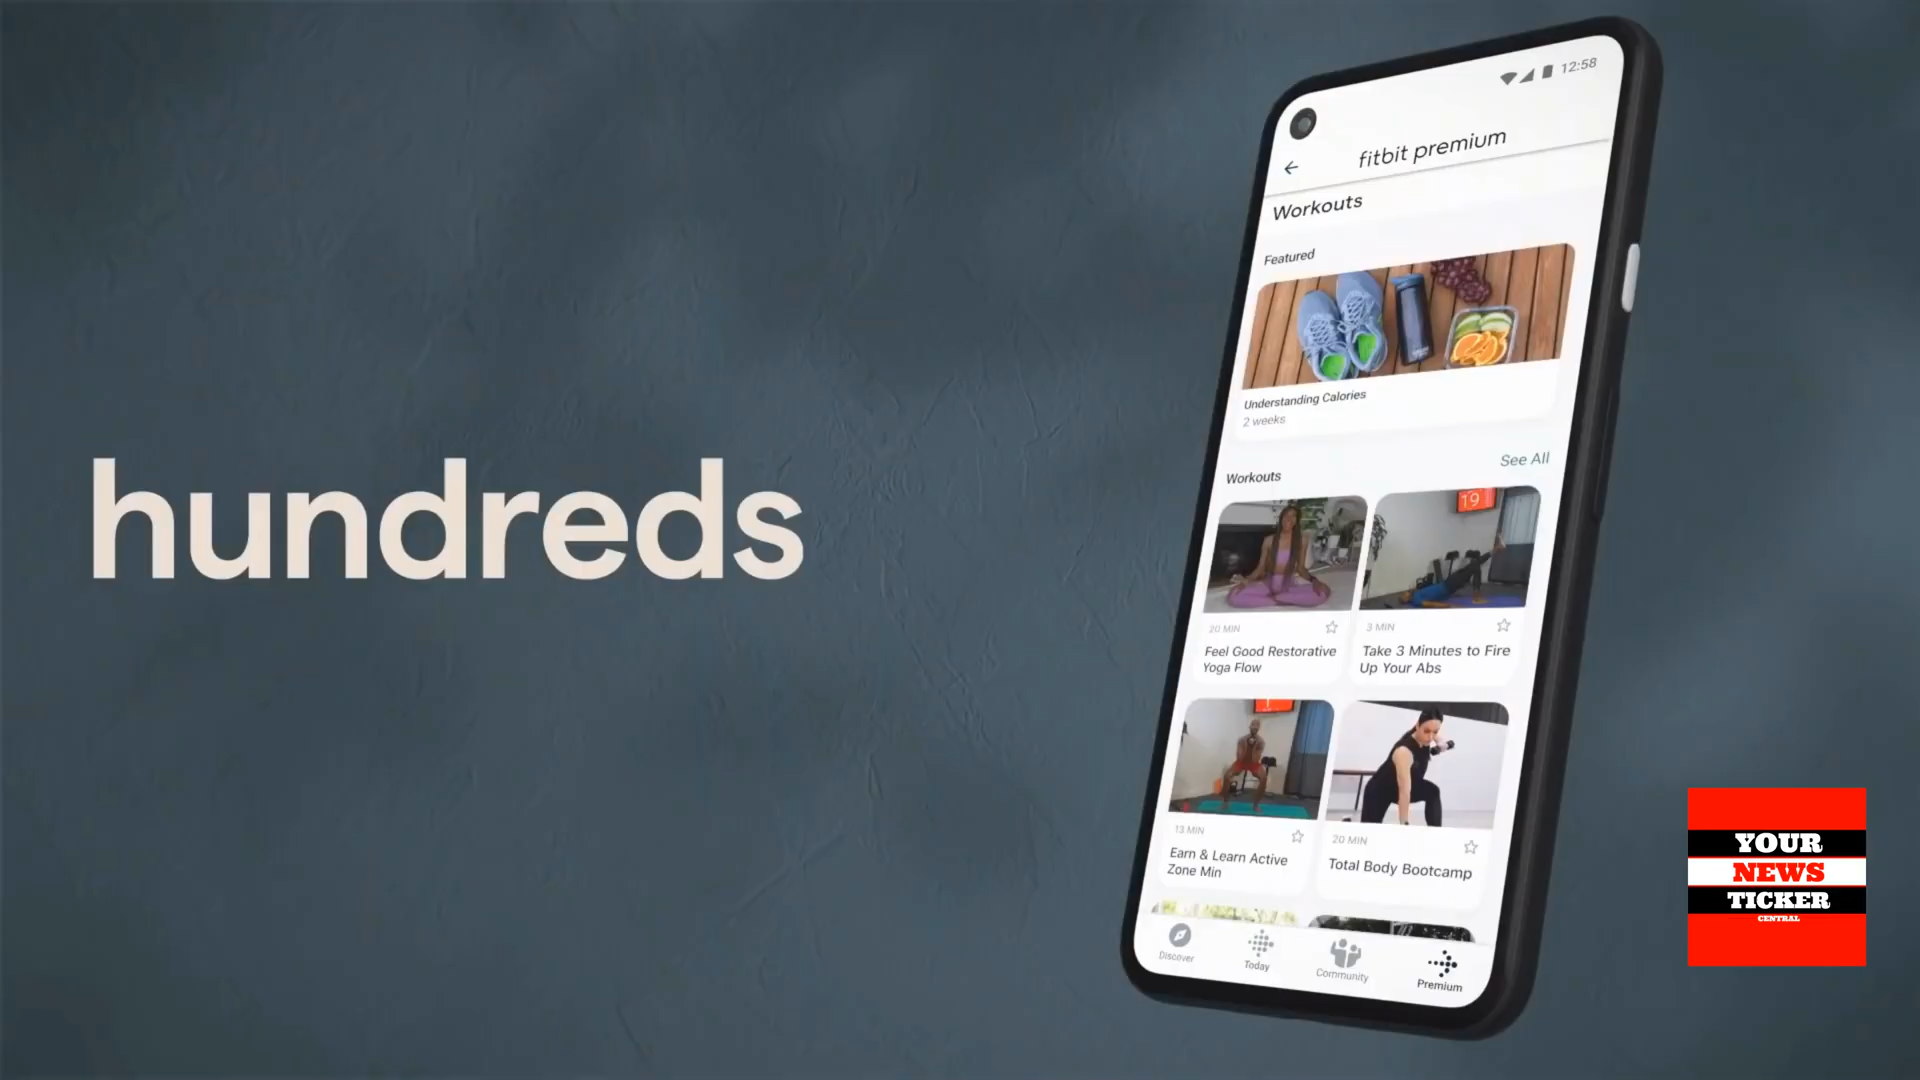 hundreds
12:58
fitbit premium
Workouts
Featured
Understanding Calories
2 weeks
Workouts
See All
19
20 MIN
Feel Good Restorative
Yoga Flow
3 MIN
Take 3 Minutes to Fire
Up Your Abs
13 MIN
Earn & Learn Active
Zone Min
20 MIN
Total Body Bootcamp
Discover
Today
Community
Premium
YOUR
NEWS
TICKER
CENTRAL